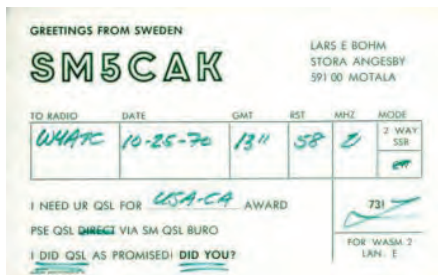 GREETINGS FROM SWEDEN
SM5CAK
LARS E BOHM
STORA ANGESBY
591 00 MOTALA
TO RADIO DATE GMT RST MHZ MODE
W4ATC 10-25-70 13" 58 2 WAY
SSB
I NEED UR QSL FOR USA-CA AWARD
PSE QSL DIRECT VIA SM QSL BURO
I DID QSL AS PROMISED! DID YOU?
73!
FOR WASM 2
LAN. E